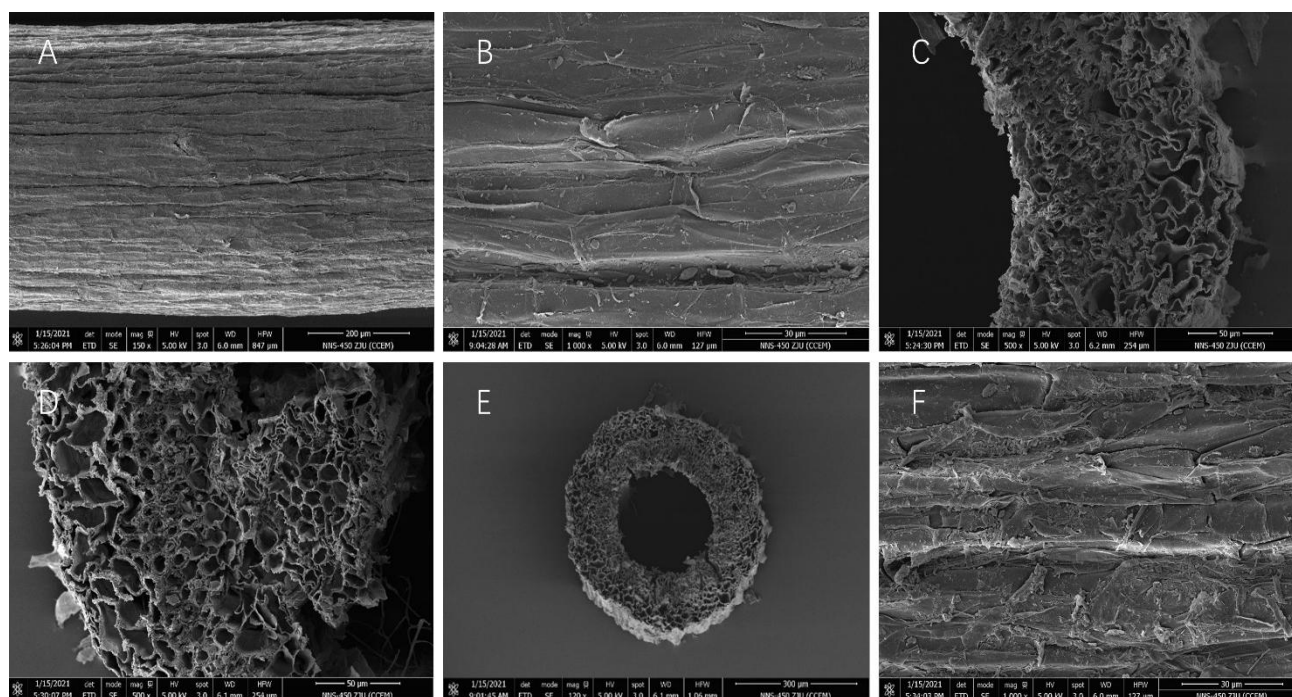 A
1/15/2021 det mode mag HV spot WD HFW 200 µm
5:26:04 PM ETD SE 150 x 5.00 kV 3.0 6.0 mm 847 µm NNS-450 ZJU (CCEM)
B
1/15/2021 det mode mag HV spot WD HFW 30 µm
9:04:28 AM ETD SE 1 000 x 5.00 kV 3.0 6.0 mm 127 µm NNS-450 ZJU (CCEM)
C
1/15/2021 det mode mag HV spot WD HFW 50 µm
5:24:30 PM ETD SE 500 x 5.00 kV 3.0 6.2 mm 254 µm NNS-450 ZJU (CCEM)
D
1/15/2021 det mode mag HV spot WD HFW 50 µm
5:30:07 PM ETD SE 500 x 5.00 kV 3.0 6.1 mm 254 µm NNS-450 ZJU (CCEM)
E
1/15/2021 det mode mag HV spot WD HFW 300 µm
9:01:45 AM ETD SE 120 x 5.00 kV 3.0 6.1 mm 1.06 mm NNS-450 ZJU (CCEM)
F
1/15/2021 det mode mag HV spot WD HFW 30 µm
5:34:03 PM ETD SE 1 000 x 5.00 kV 3.0 6.0 mm 127 µm NNS-450 ZJU (CCEM)